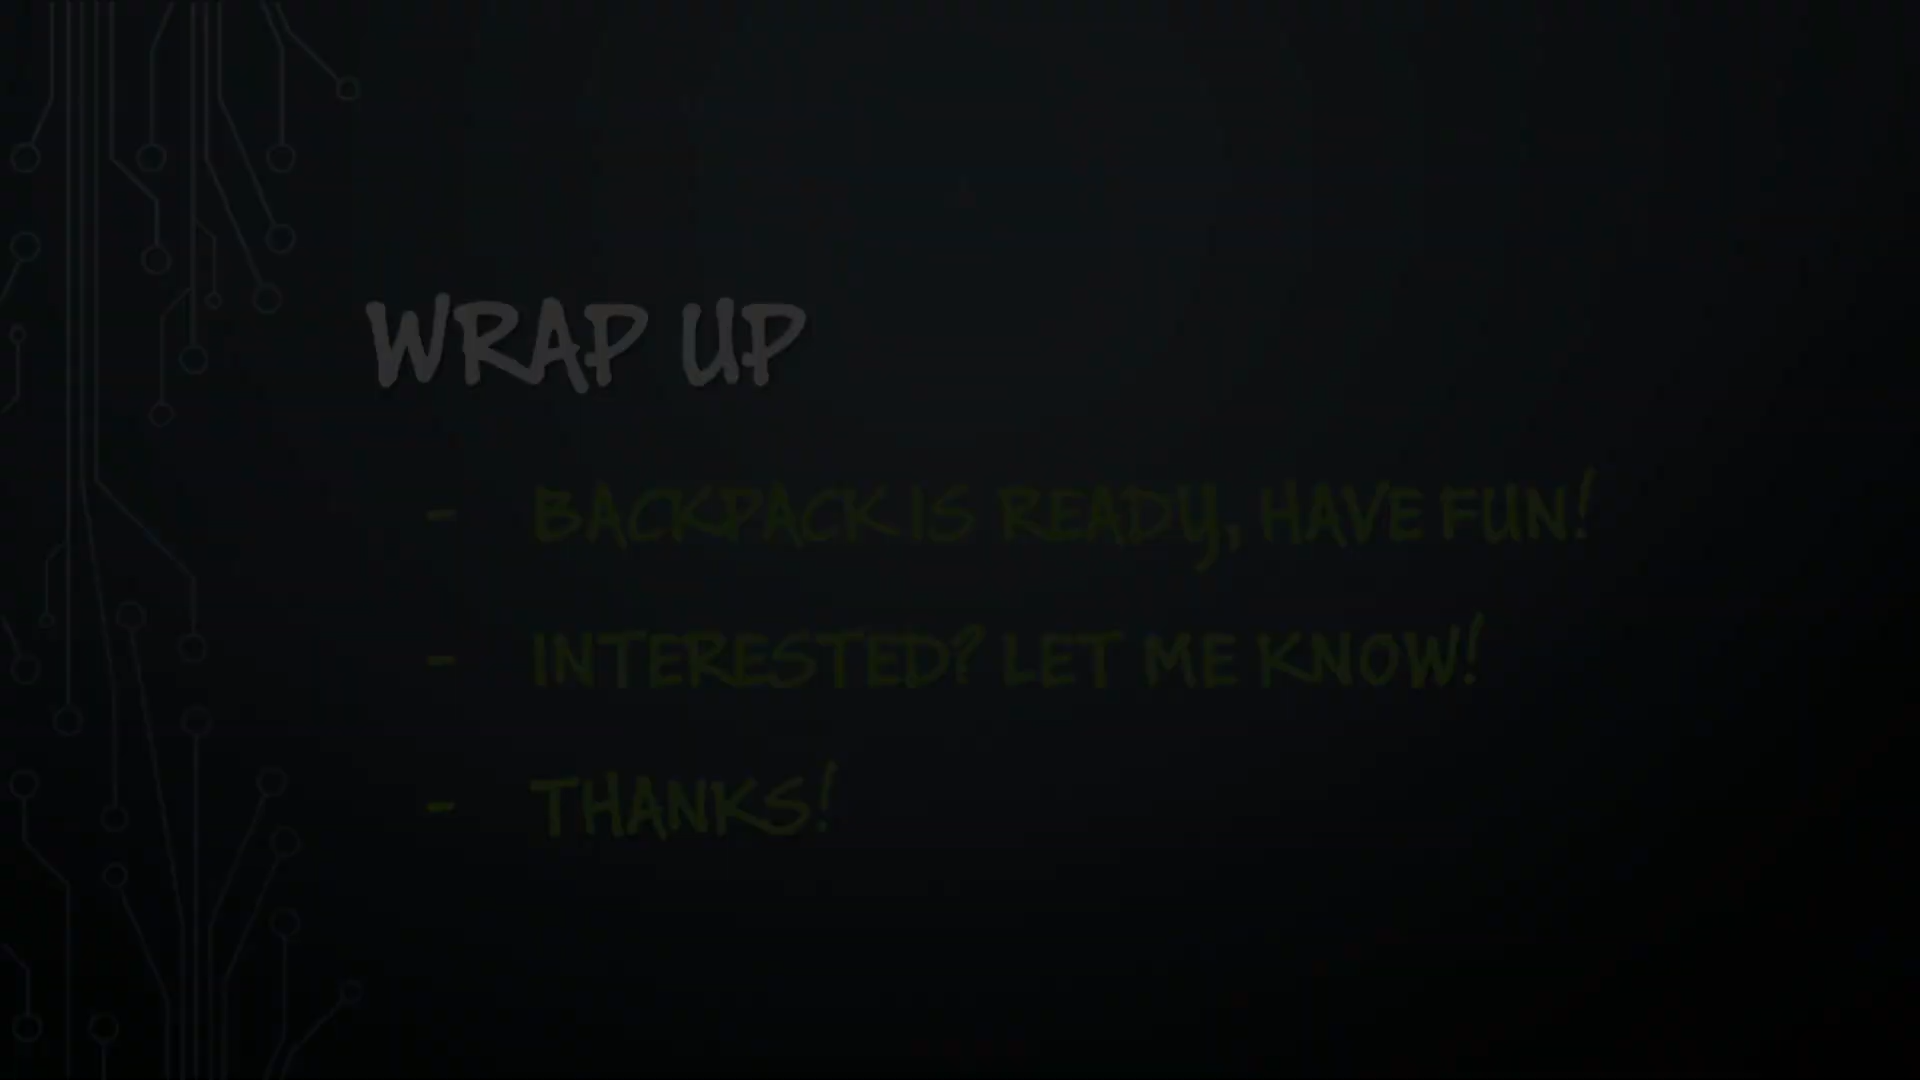 WRAP UP
- BACKPACK IS READY, HAVE FUN!
- INTERESTED? LET ME KNOW!
- THANKS!